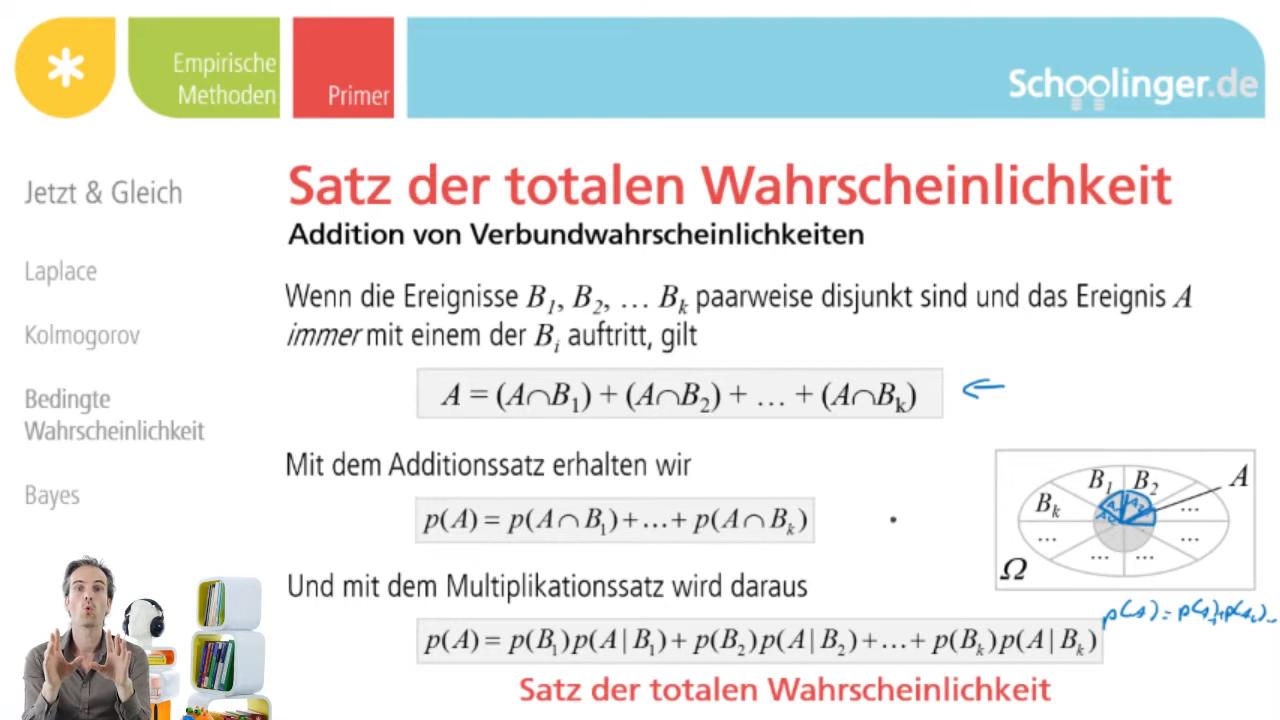 Empirische
Methoden
Primer
Schoolinger.de
Jetzt & Gleich
Laplace
Kolmogorov
Bedingte
Wahrscheinlichkeit
Bayes
Satz der totalen Wahrscheinlichkeit
Addition von Verbundwahrscheinlichkeiten
Wenn die Ereignisse B₁, B₂, … Bₖ paarweise disjunkt sind und das Ereignis A
immer mit einem der Bᵢ auftritt, gilt
A = (A∩B₁) + (A∩B₂) + … + (A∩Bₖ)
Mit dem Additionssatz erhalten wir
p(A) = p(A∩B₁)+…+ p(A∩Bₖ)
Und mit dem Multiplikationssatz wird daraus
p(A) = p(B₁)p(A|B₁)+ p(B₂)p(A|B₂)+…+ p(Bₖ)p(A|Bₖ)
Satz der totalen Wahrscheinlichkeit
B₁ B₂ A
Bₖ …
… …
… …
Ω